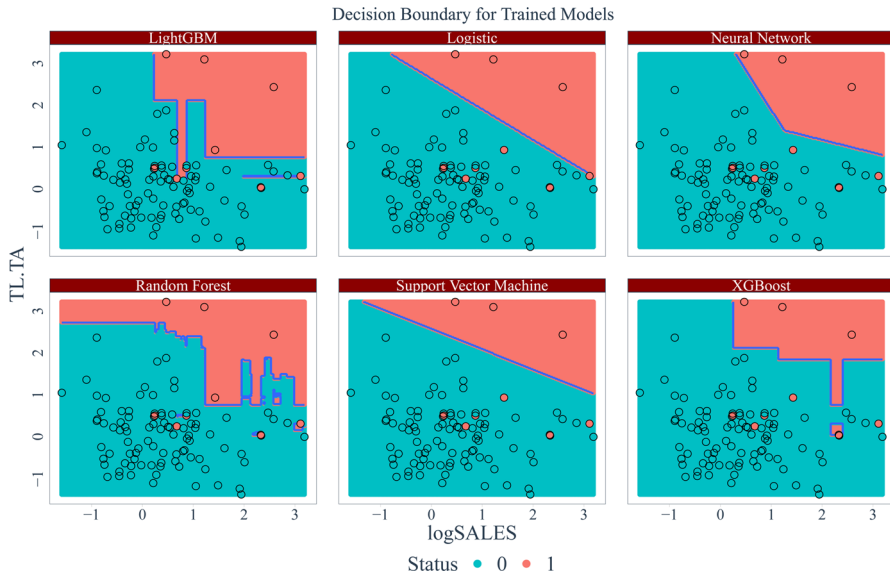 Decision Boundary for Trained Models
LightGBM
Logistic
Neural Network
3
2
1
0
−1
Random Forest
Support Vector Machine
XGBoost
3
2
1
0
−1
TL.TA
−1 0 1 2 3
−1 0 1 2 3
−1 0 1 2 3
logSALES
Status 0 1